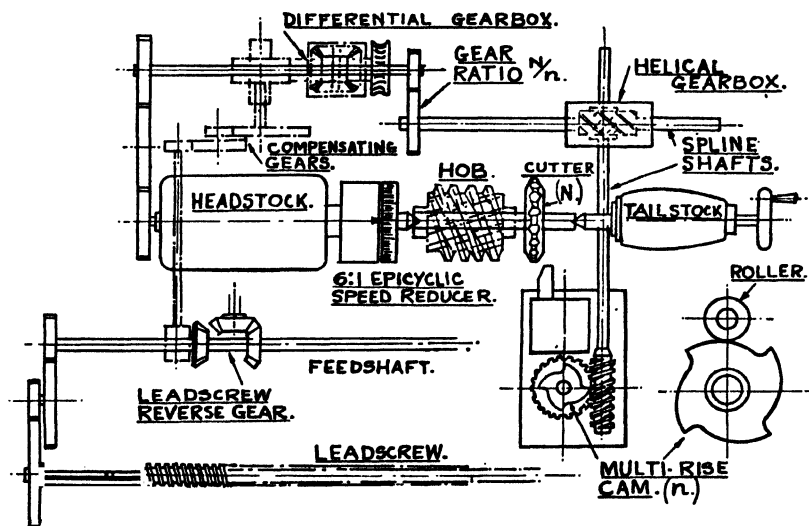 DIFFERENTIAL GEARBOX.
GEAR
RATIO N/n.
HELICAL
GEARBOX.
COMPENSATING
GEARS.
SPLINE
SHAFTS.
HEADSTOCK.
HOB.
CUTTER
(N.)
TAILSTOCK
6:1 EPICYCLIC
SPEED REDUCER.
ROLLER.
FEEDSHAFT.
LEADSCREW
REVERSE GEAR.
LEADSCREW.
MULTI-RISE
CAM. (n.)